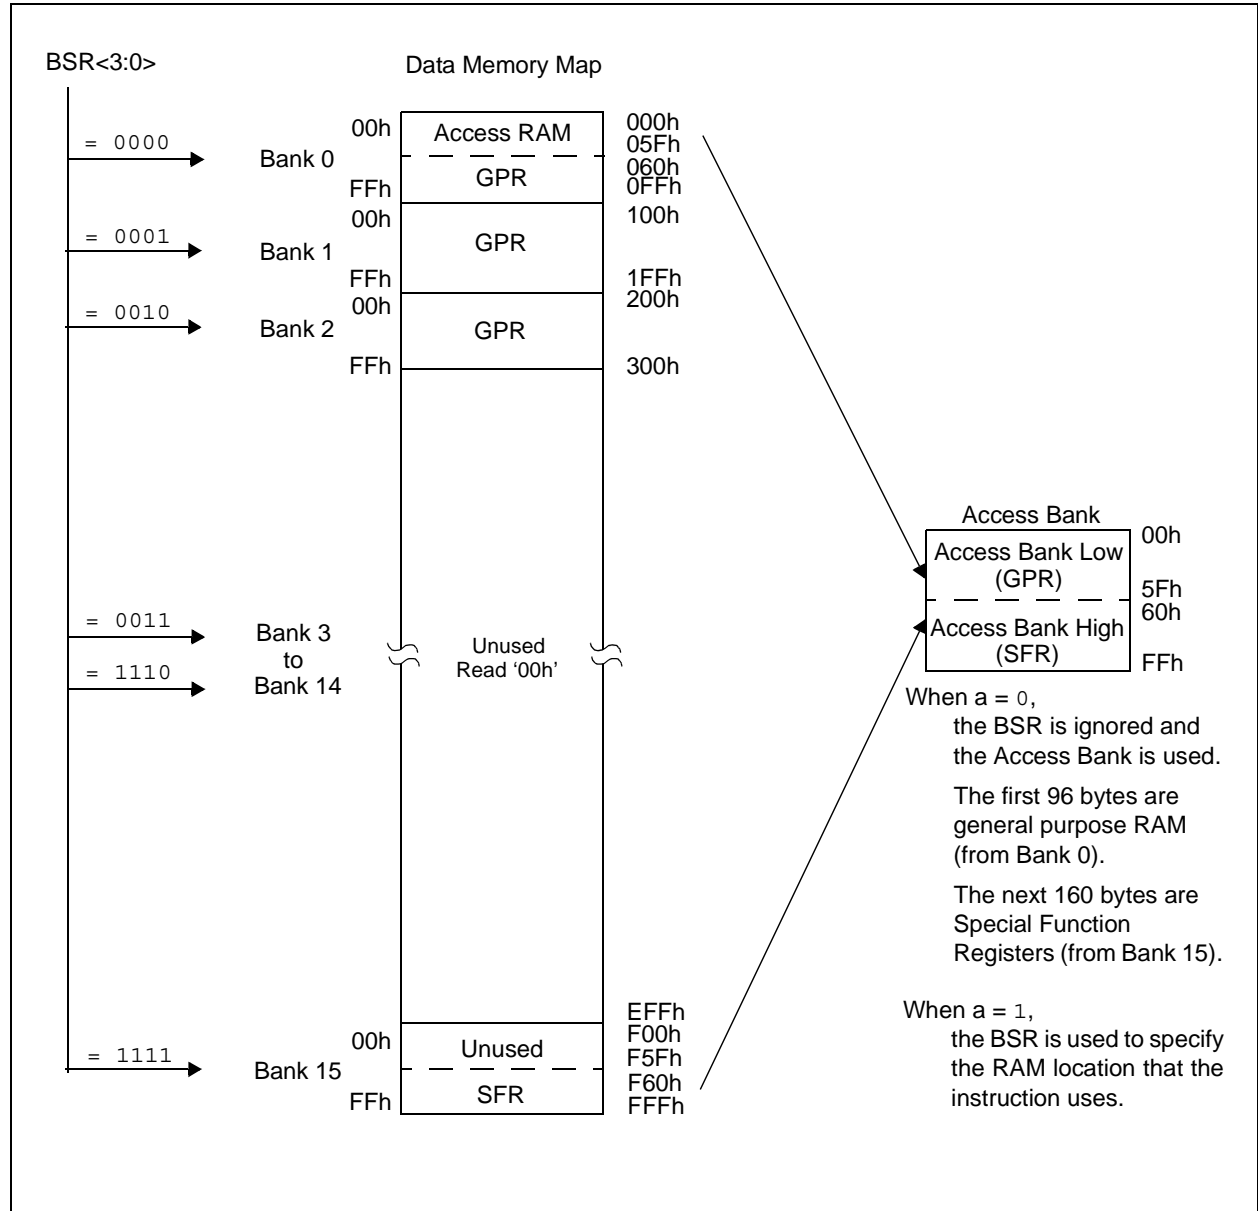 BSR<3:0>
Data Memory Map
= 0000
Bank 0
00h
FFh
Access RAM
GPR
000h
05Fh
060h
0FFh
= 0001
Bank 1
00h
FFh
GPR
100h
1FFh
= 0010
Bank 2
00h
FFh
GPR
200h
300h
= 0011
= 1110
Bank 3
to
Bank 14
Unused
Read ‘00h’
Access Bank
Access Bank Low
(GPR)
00h
5Fh
Access Bank High
(SFR)
60h
FFh
When a = 0,
the BSR is ignored and
the Access Bank is used.
The first 96 bytes are
general purpose RAM
(from Bank 0).
The next 160 bytes are
Special Function
Registers (from Bank 15).
When a = 1,
the BSR is used to specify
the RAM location that the
instruction uses.
= 1111
Bank 15
00h
FFh
Unused
SFR
EFFh
F00h
F5Fh
F60h
FFFh